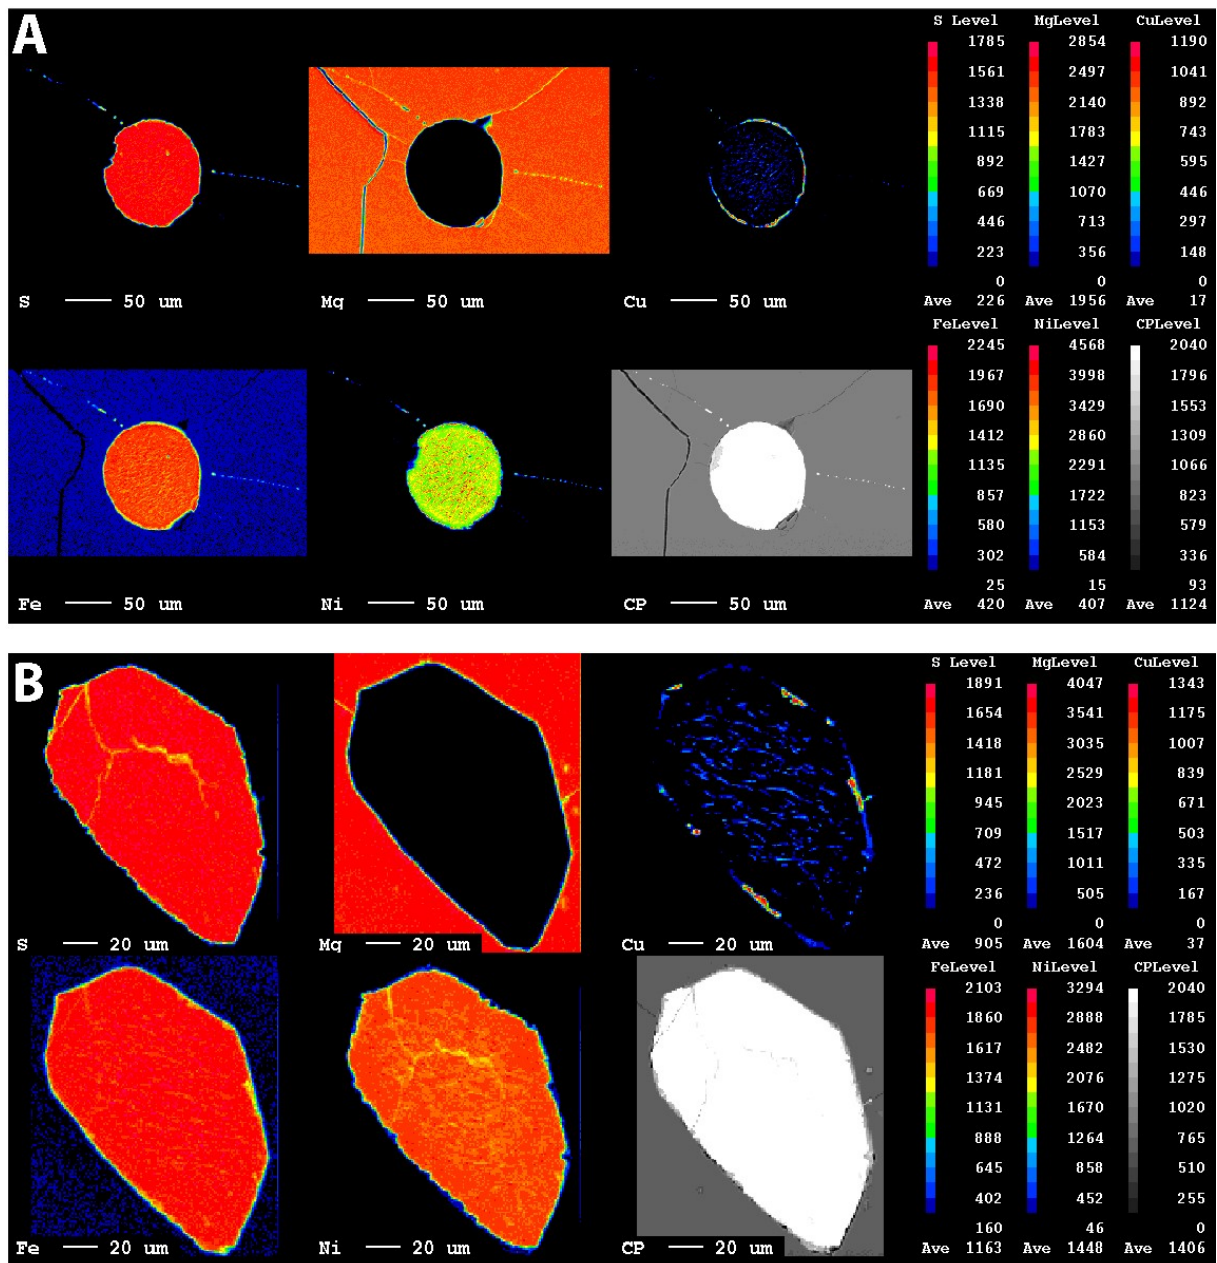 A
S Level MgLevel CuLevel
1785 2854 1190
1561 2497 1041
1338 2140 892
1115 1783 743
892 1427 595
669 1070 446
446 713 297
223 356 148
0 0 0
Ave 226 Ave 1956 Ave 17
S 50 um Mg 50 um Cu 50 um
FeLevel NiLevel CPLevel
2245 4568 2040
1967 3998 1796
1690 3429 1553
1412 2860 1309
1135 2291 1066
857 1722 823
580 1153 579
302 584 336
25 15 93
Ave 420 Ave 407 Ave 1124
Fe 50 um Ni 50 um CP 50 um
B
S Level MgLevel CuLevel
1891 4047 1343
1654 3541 1175
1418 3035 1007
1181 2529 839
945 2023 671
709 1517 503
472 1011 335
236 505 167
0 0 0
Ave 905 Ave 1604 Ave 37
S 20 um Mg 20 um Cu 20 um
FeLevel NiLevel CPLevel
2103 3294 2040
1860 2888 1785
1617 2482 1530
1374 2076 1275
1131 1670 1020
888 1264 765
645 858 510
402 452 255
160 46 0
Ave 1163 Ave 1448 Ave 1406
Fe 20 um Ni 20 um CP 20 um